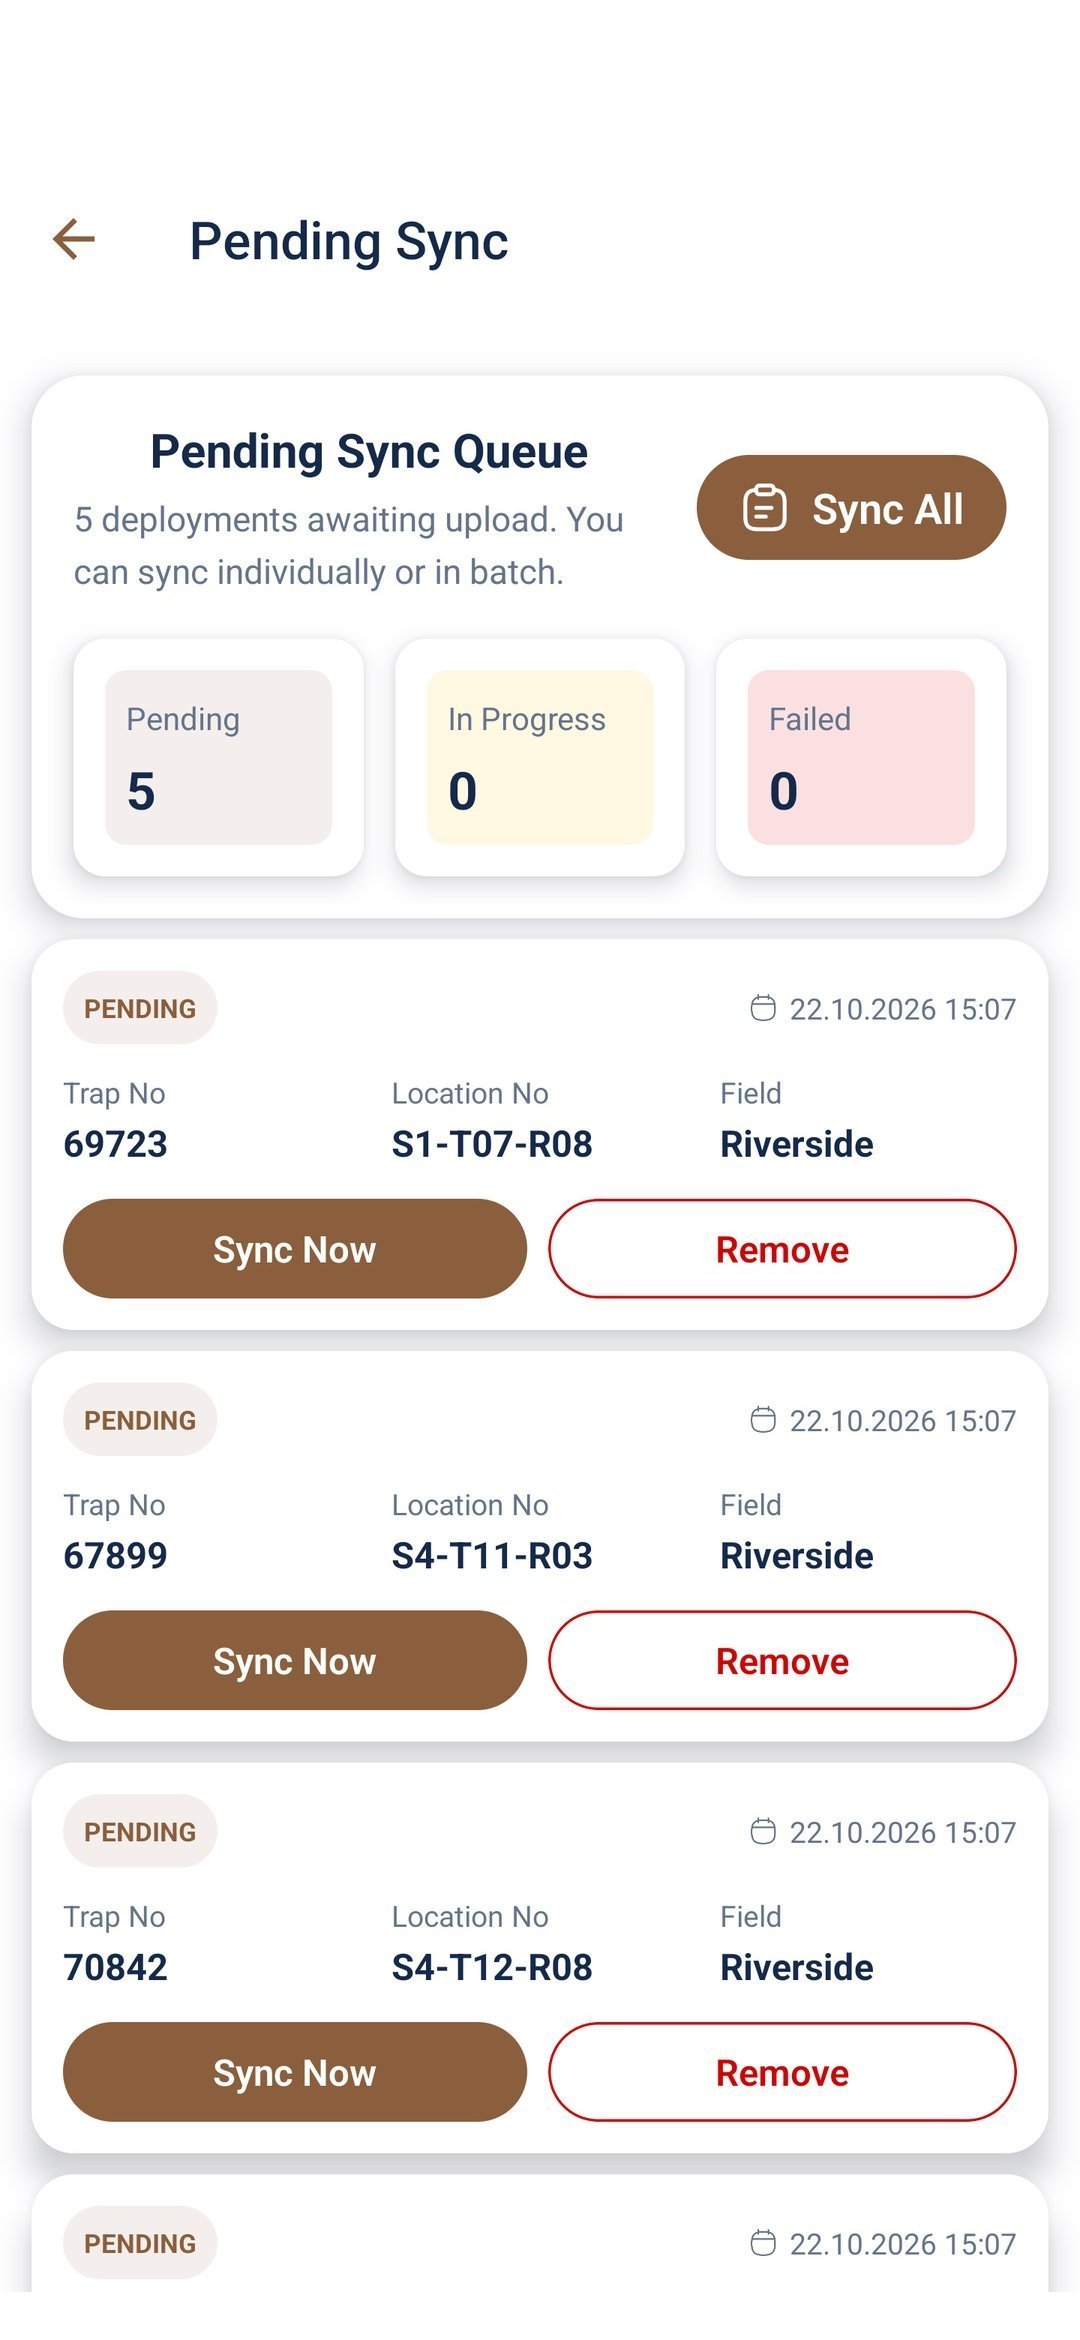 Pending Sync
Pending Sync Queue
5 deployments awaiting upload. You
can sync individually or in batch.
Sync All
Pending
5
In Progress
0
Failed
0
PENDING
22.10.2026 15:07
Trap No
69723
Location No
S1-T07-R08
Field
Riverside
Sync Now
Remove
PENDING
22.10.2026 15:07
Trap No
67899
Location No
S4-T11-R03
Field
Riverside
Sync Now
Remove
PENDING
22.10.2026 15:07
Trap No
70842
Location No
S4-T12-R08
Field
Riverside
Sync Now
Remove
PENDING
22.10.2026 15:07